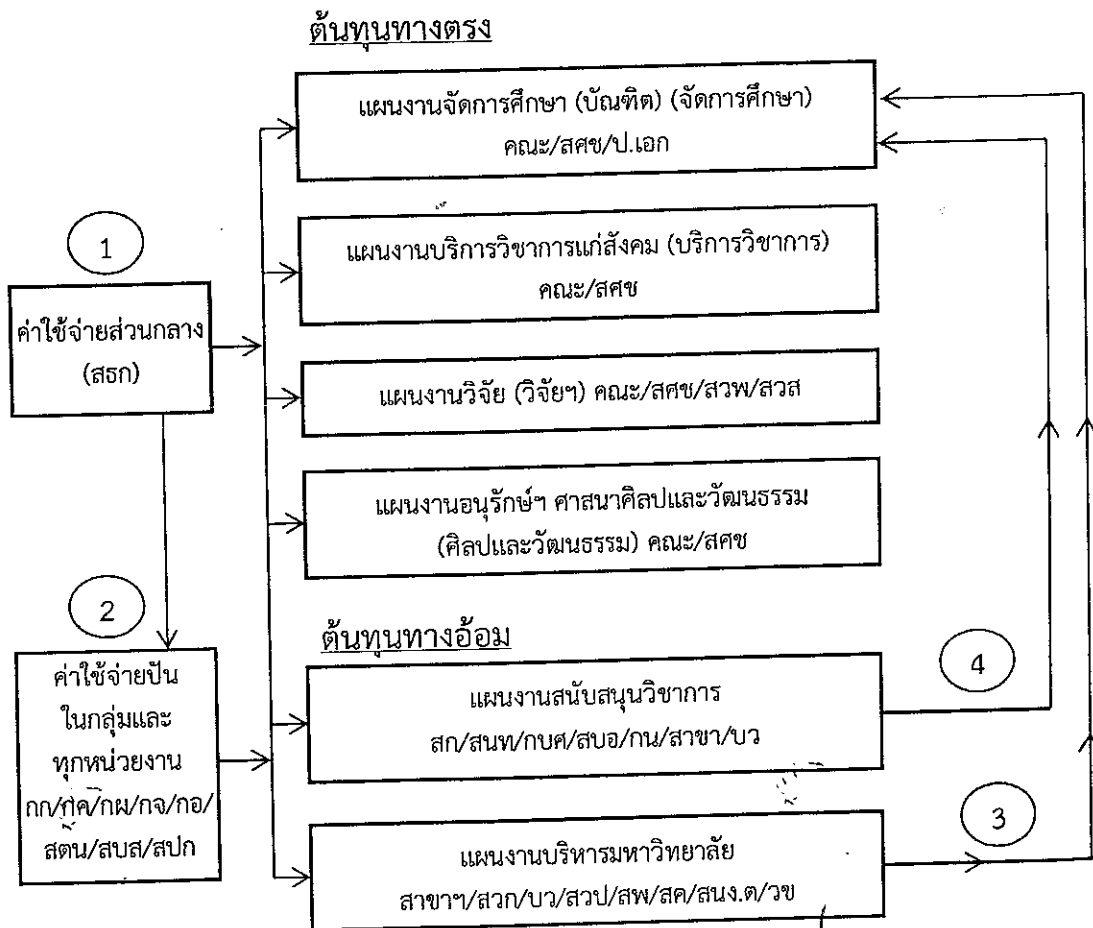 ต้นทุนทางตรง
แผนงานจัดการศึกษา (บัณฑิต) (จัดการศึกษา)
คณะ/สศช/ป.เอก
แผนงานบริการวิชาการแก่สังคม (บริการวิชาการ)
คณะ/สศช
1
ค่าใช้จ่ายส่วนกลาง
(สธก)
แผนงานวิจัย (วิจัยฯ) คณะ/สศช/สวพ/สวส
แผนงานอนุรักษ์ฯ ศาสนาศิลปและวัฒนธรรม
(ศิลปและวัฒนธรรม) คณะ/สศช
2
ค่าใช้จ่ายปัน
ในกลุ่มและ
ทุกหน่วยงาน
กก/กค/กผ/กจ/กอ/
สตน/สบส/สปก
ต้นทุนทางอ้อม
แผนงานสนับสนุนวิชาการ
สก/สนท/กบศ/สบอ/กน/สาขา/บว
4
แผนงานบริหารมหาวิทยาลัย
สาขาฯ/สวก/บว/สวป/สพ/สค/สนง.ต/วข
3